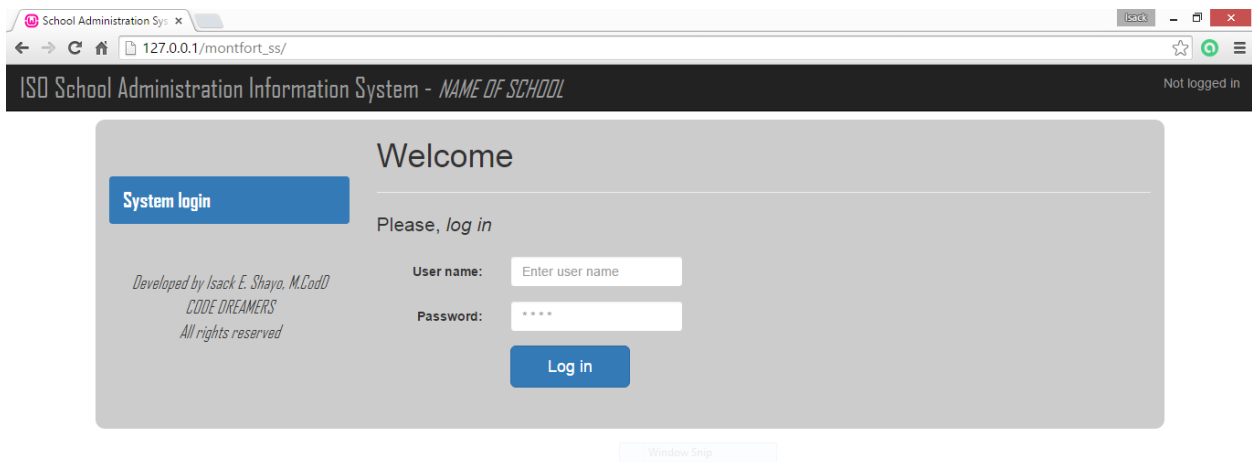 School Administration Sys
Isack
127.0.0.1/montfort_ss/
ISO School Administration Information System - NAME OF SCHOOL
Not logged in
Welcome
System login
Please, log in
User name:
Enter user name
Developed by Isack E. Shayo, M.CodD
CODE DREAMERS
All rights reserved
Password:
****
Log in
Window Snip